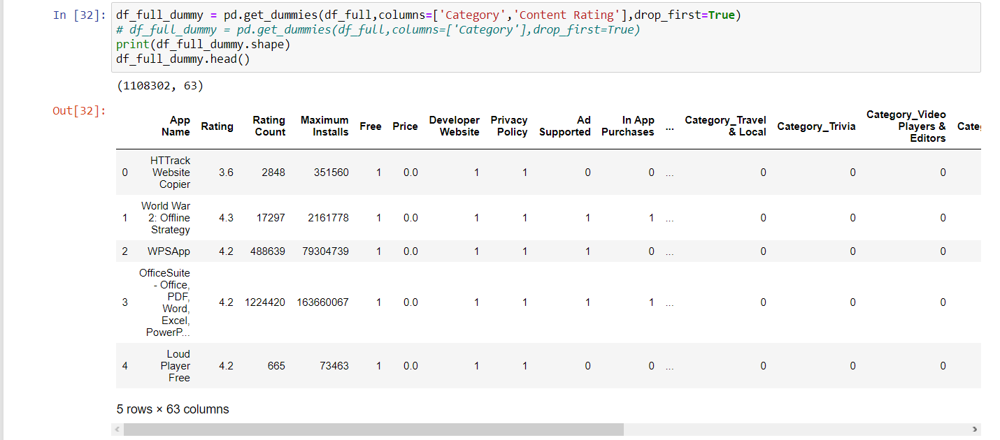 In [32]: df_full_dummy = pd.get_dummies(df_full,columns=['Category','Content Rating'],drop_first=True)
# df_full_dummy = pd.get_dummies(df_full,columns=['Category'],drop_first=True)
print(df_full_dummy.shape)
df_full_dummy.head()
(1108302, 63)
Out[32]:
App Name Rating Rating Count Maximum Installs Free Price Developer Website Privacy Policy Ad Supported In App Purchases ... Category_Travel & Local Category_Trivia Category_Video Players & Editors Categ
0 HTTrack Website Copier 3.6 2848 351560 1 0.0 1 1 0 0 ... 0 0 0
1 World War 2: Offline Strategy 4.3 17297 2161778 1 0.0 1 1 1 1 ... 0 0 0
2 WPSApp 4.2 488639 79304739 1 0.0 1 1 1 0 ... 0 0 0
3 OfficeSuite - Office, PDF, Word, Excel, PowerP... 4.2 1224420 163660067 1 0.0 1 1 1 1 ... 0 0 0
4 Loud Player Free 4.2 665 73463 1 0.0 1 1 0 0 ... 0 0 0
5 rows × 63 columns